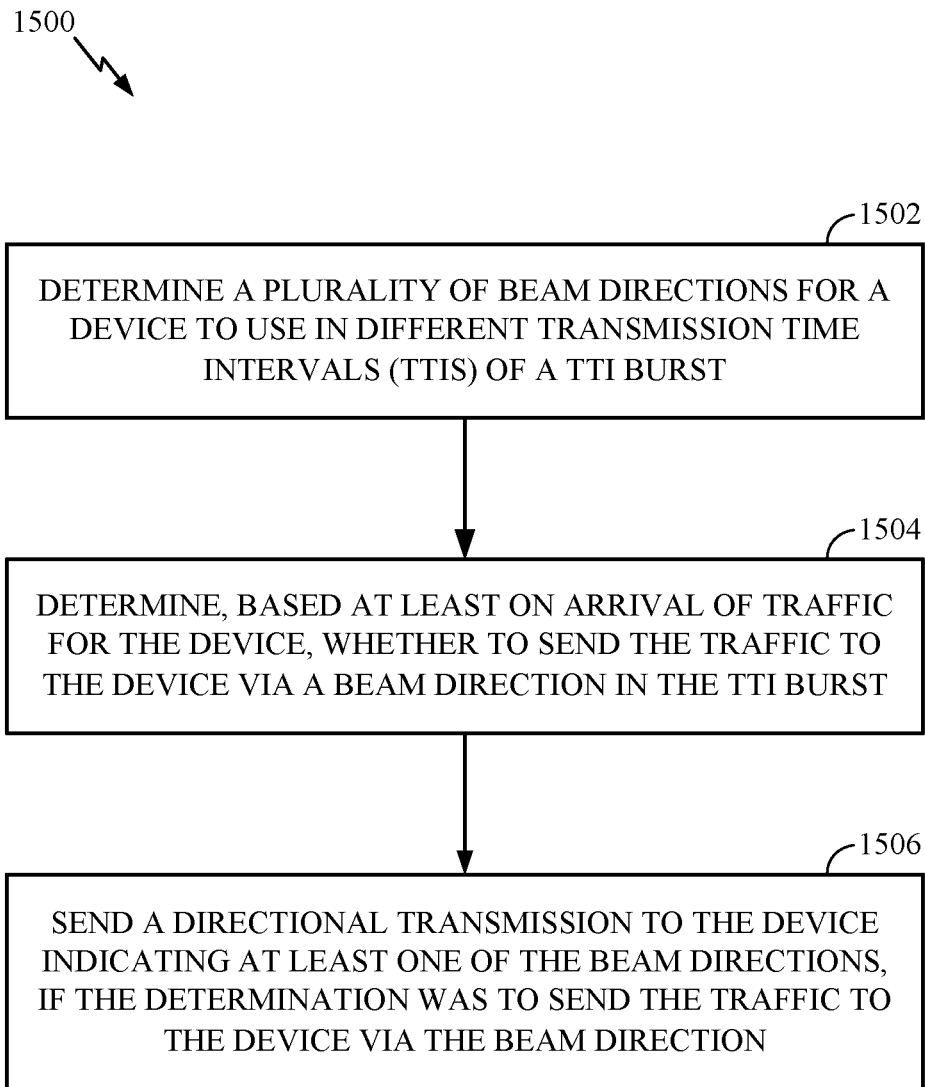 1500
1502
DETERMINE A PLURALITY OF BEAM DIRECTIONS FOR A
DEVICE TO USE IN DIFFERENT TRANSMISSION TIME
INTERVALS (TTIS) OF A TTI BURST
1504
DETERMINE, BASED AT LEAST ON ARRIVAL OF TRAFFIC
FOR THE DEVICE, WHETHER TO SEND THE TRAFFIC TO
THE DEVICE VIA A BEAM DIRECTION IN THE TTI BURST
1506
SEND A DIRECTIONAL TRANSMISSION TO THE DEVICE
INDICATING AT LEAST ONE OF THE BEAM DIRECTIONS,
IF THE DETERMINATION WAS TO SEND THE TRAFFIC TO
THE DEVICE VIA THE BEAM DIRECTION